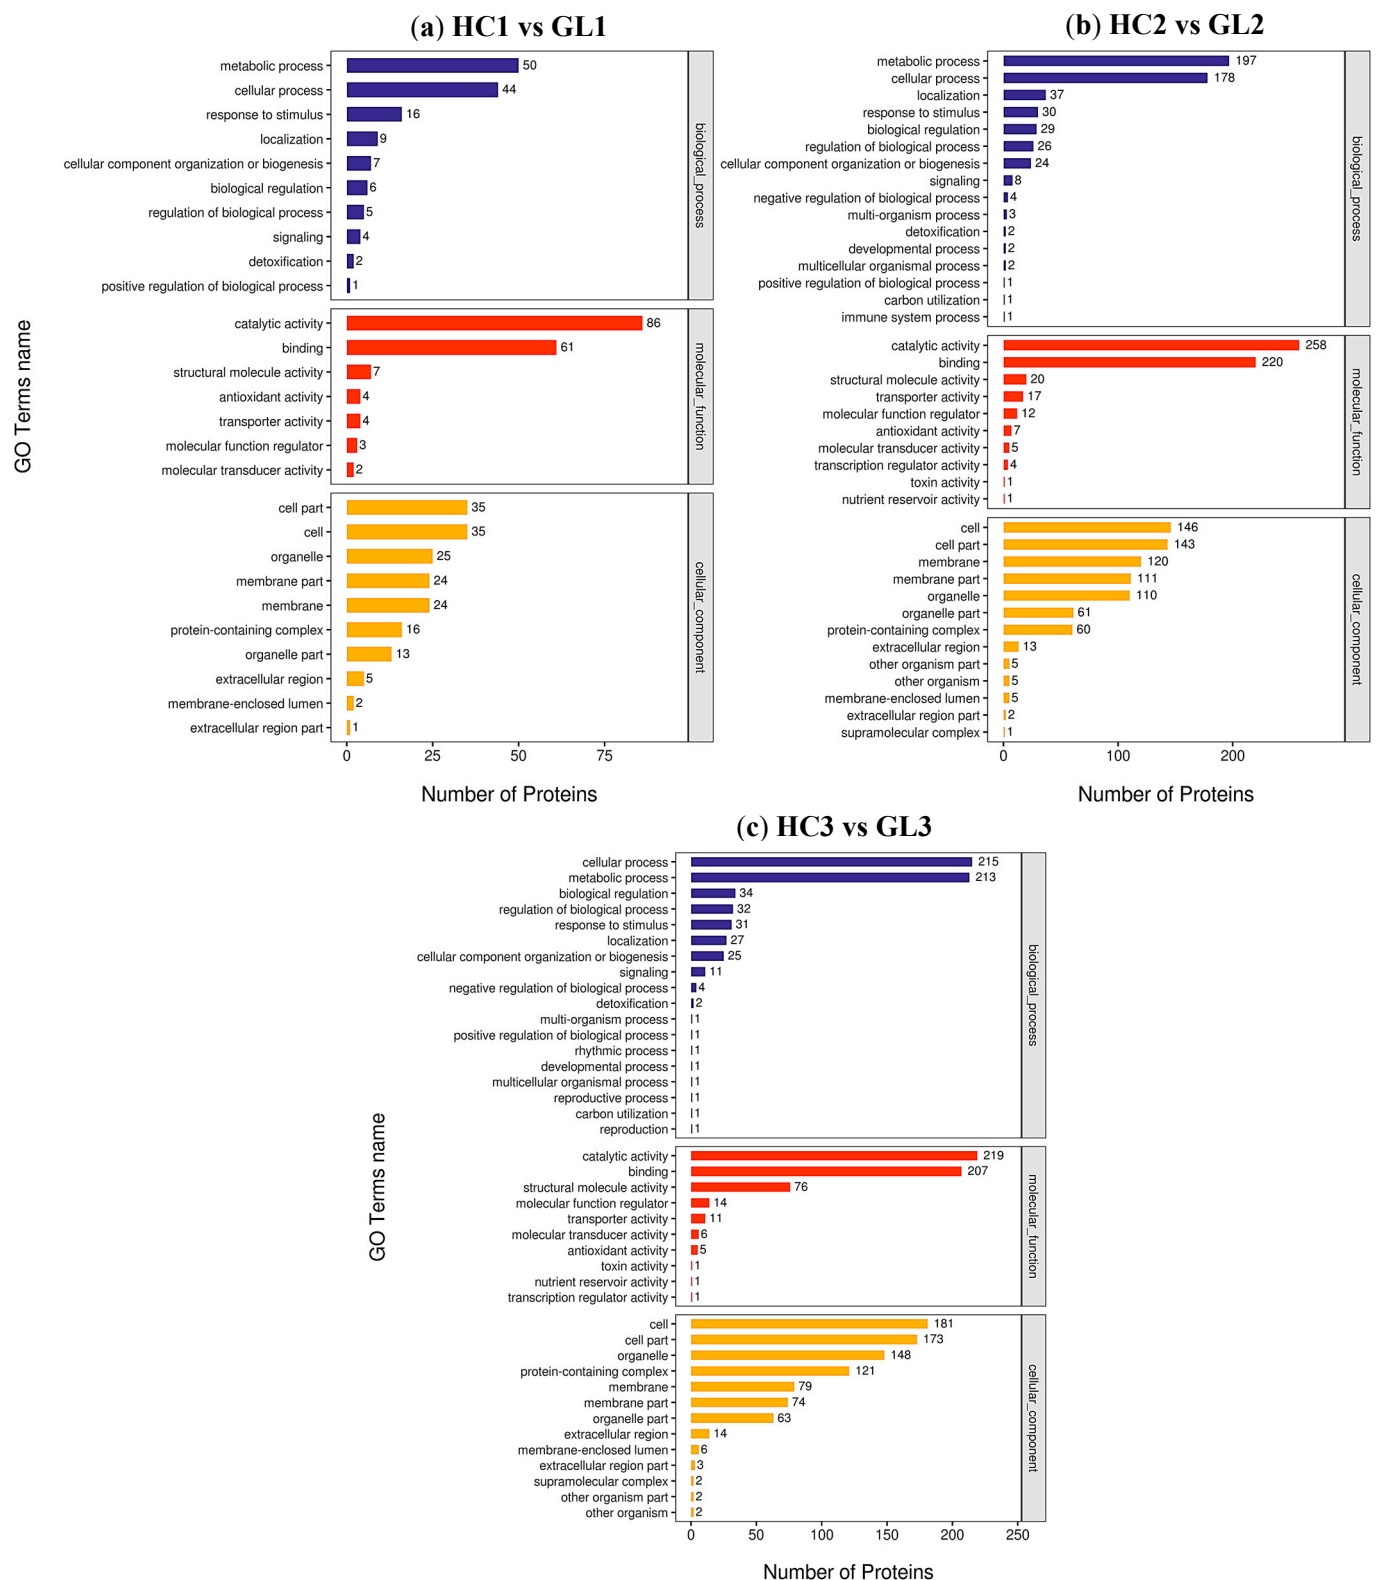 (a) HC1 vs GL1
GO Terms name
metabolic process 50
cellular process 44
response to stimulus 16
localization 9
cellular component organization or biogenesis 7
biological regulation 6
regulation of biological process 5
signaling 4
detoxification 2
positive regulation of biological process 1
biological_process
catalytic activity 86
binding 61
structural molecule activity 7
antioxidant activity 4
transporter activity 4
molecular function regulator 3
molecular transducer activity 2
molecular_function
cell part 35
cell 35
organelle 25
membrane part 24
membrane 24
protein-containing complex 16
organelle part 13
extracellular region 5
membrane-enclosed lumen 2
extracellular region part 1
cellular_component
0 25 50 75
Number of Proteins
(b) HC2 vs GL2
metabolic process 197
cellular process 178
localization 37
response to stimulus 30
biological regulation 29
regulation of biological process 26
cellular component organization or biogenesis 24
signaling 8
negative regulation of biological process 4
multi-organism process 3
detoxification 2
developmental process 2
multicellular organismal process 2
positive regulation of biological process 1
carbon utilization 1
immune system process 1
biological_process
catalytic activity 258
binding 220
structural molecule activity 20
transporter activity 17
molecular function regulator 12
antioxidant activity 7
molecular transducer activity 5
transcription regulator activity 4
toxin activity 1
nutrient reservoir activity 1
molecular_function
cell 146
cell part 143
membrane 120
membrane part 111
organelle 110
organelle part 61
protein-containing complex 60
extracellular region 13
other organism part 5
other organism 5
membrane-enclosed lumen 5
extracellular region part 2
supramolecular complex 1
cellular_component
0 100 200
Number of Proteins
(c) HC3 vs GL3
GO Terms name
cellular process 215
metabolic process 213
biological regulation 34
regulation of biological process 32
response to stimulus 31
localization 27
cellular component organization or biogenesis 25
signaling 11
negative regulation of biological process 4
detoxification 2
multi-organism process 1
positive regulation of biological process 1
rhythmic process 1
developmental process 1
multicellular organismal process 1
reproductive process 1
carbon utilization 1
reproduction 1
biological_process
catalytic activity 219
binding 207
structural molecule activity 76
molecular function regulator 14
transporter activity 11
molecular transducer activity 6
antioxidant activity 5
toxin activity 1
nutrient reservoir activity 1
transcription regulator activity 1
molecular_function
cell 181
cell part 173
organelle 148
protein-containing complex 121
membrane 79
membrane part 74
organelle part 63
extracellular region 14
membrane-enclosed lumen 6
extracellular region part 3
supramolecular complex 2
other organism part 2
other organism 2
cellular_component
0 50 100 150 200 250
Number of Proteins